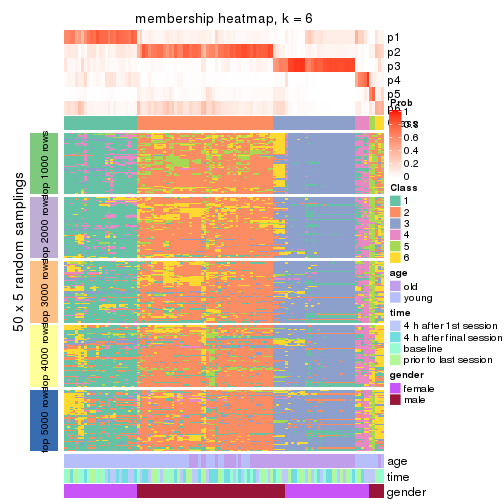 membership heatmap, k = 6
p1
p2
p3
p4
p5
p6
Prob
1
0.8
0.6
0.4
0.2
0
Class
1
2
3
4
5
6
age
old
young
time
4 h after 1st session
4 h after final session
baseline
prior to last session
gender
female
male
50 x 5 random samplings
top 1000 rows
top 2000 rows
top 3000 rows
top 4000 rows
top 5000 rows
age
time
gender